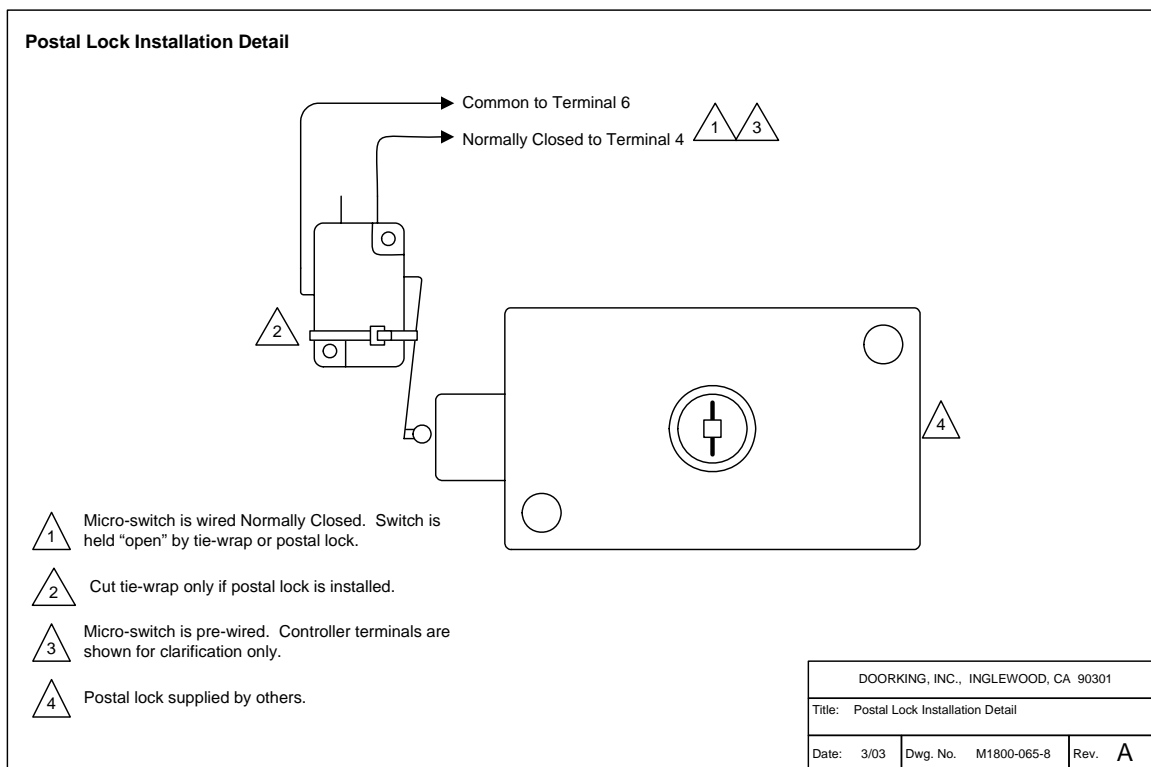 Postal Lock Installation Detail
Common to Terminal 6
Normally Closed to Terminal 4
1 3
2
4
1 Micro-switch is wired Normally Closed. Switch is
held “open” by tie-wrap or postal lock.
2 Cut tie-wrap only if postal lock is installed.
3 Micro-switch is pre-wired. Controller terminals are
shown for clarification only.
4 Postal lock supplied by others.
DOORKING, INC., INGLEWOOD, CA 90301
Title: Postal Lock Installation Detail
Date: 3/03 Dwg. No. M1800-065-8 Rev. A